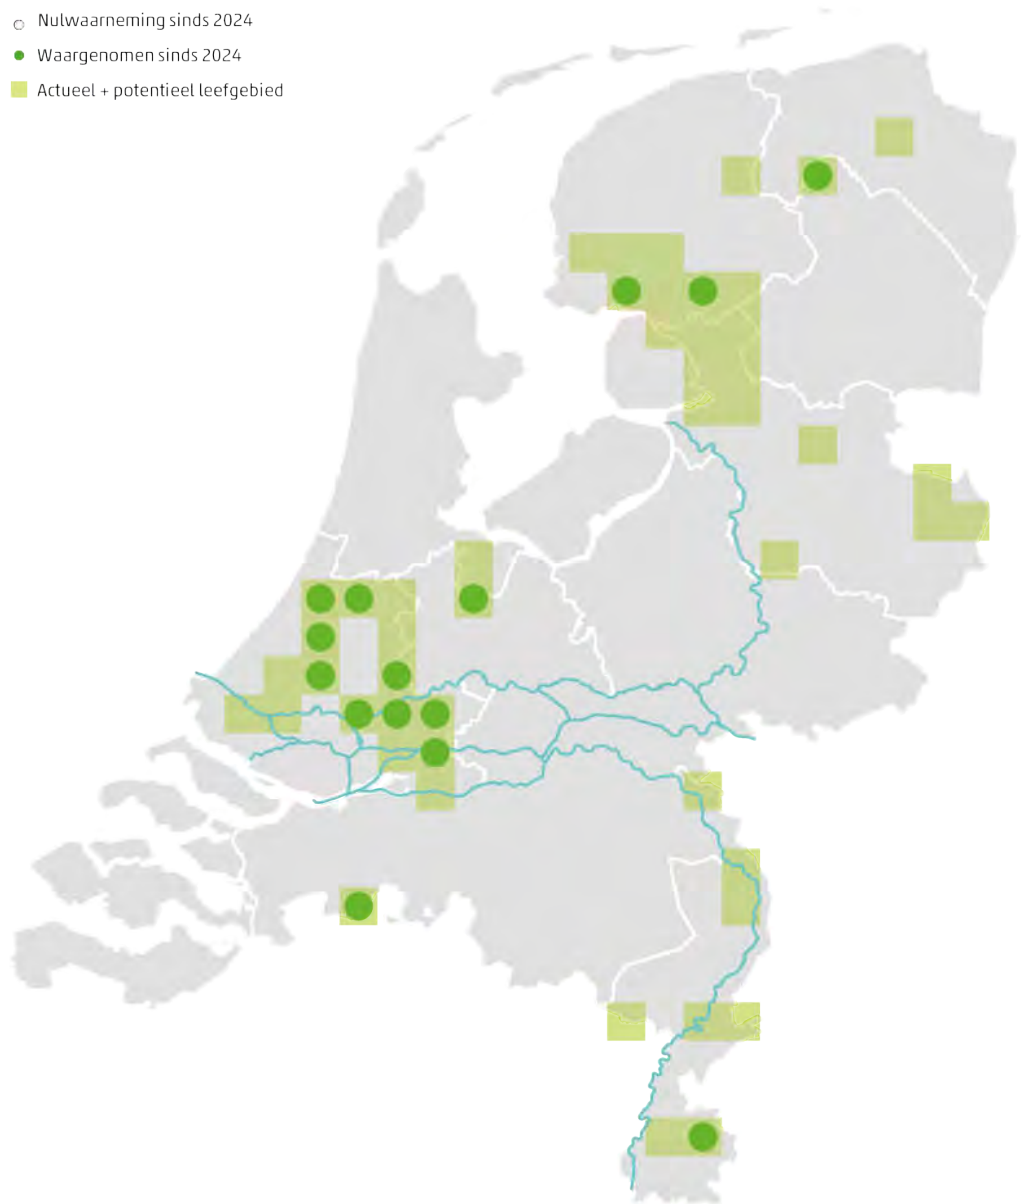 Nulwaarneming sinds 2024
Waargenomen sinds 2024
Actueel + potentieel leefgebied